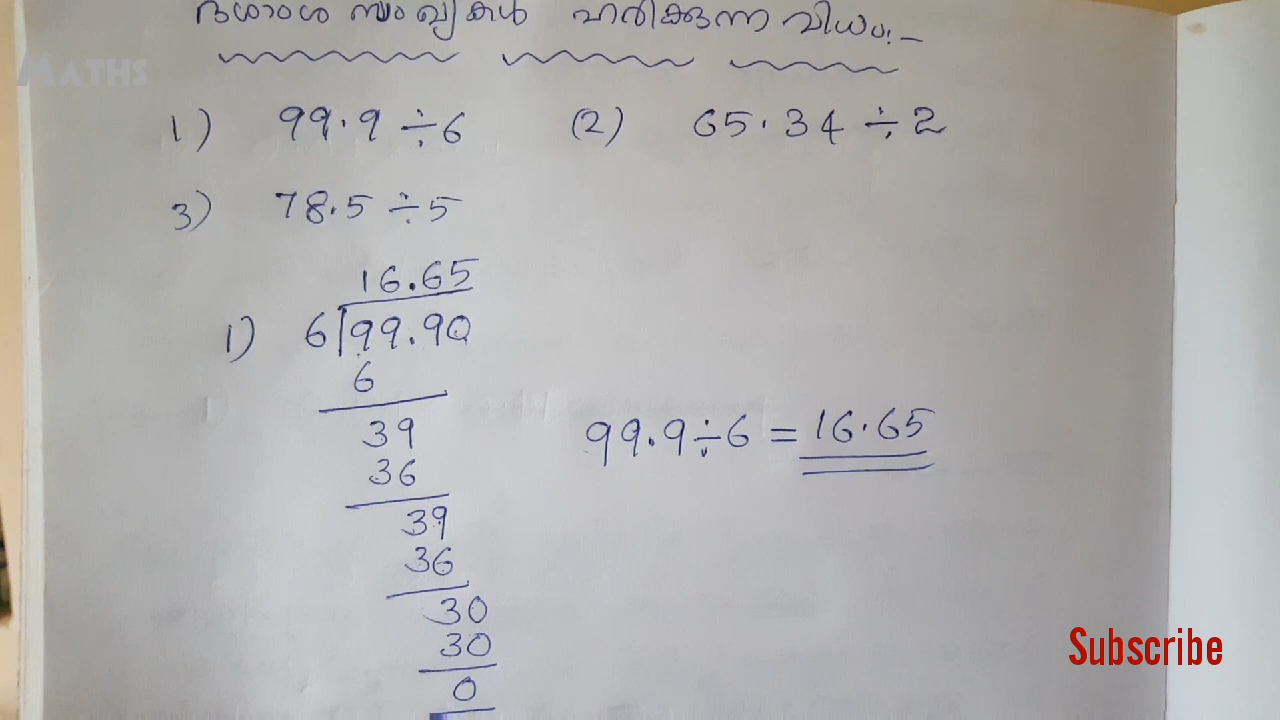 ദശാംശ സംഖ്യകൾ ഹരിക്കുന്ന വിധം:-
MATHS
1) 99.9 ÷6 (2) 65.34 ÷2
3) 78.5 ÷5
16.65
1) 6 99.90
6
39
36
39
36
30
30
0
99.9÷6 = 16.65
Subscribe